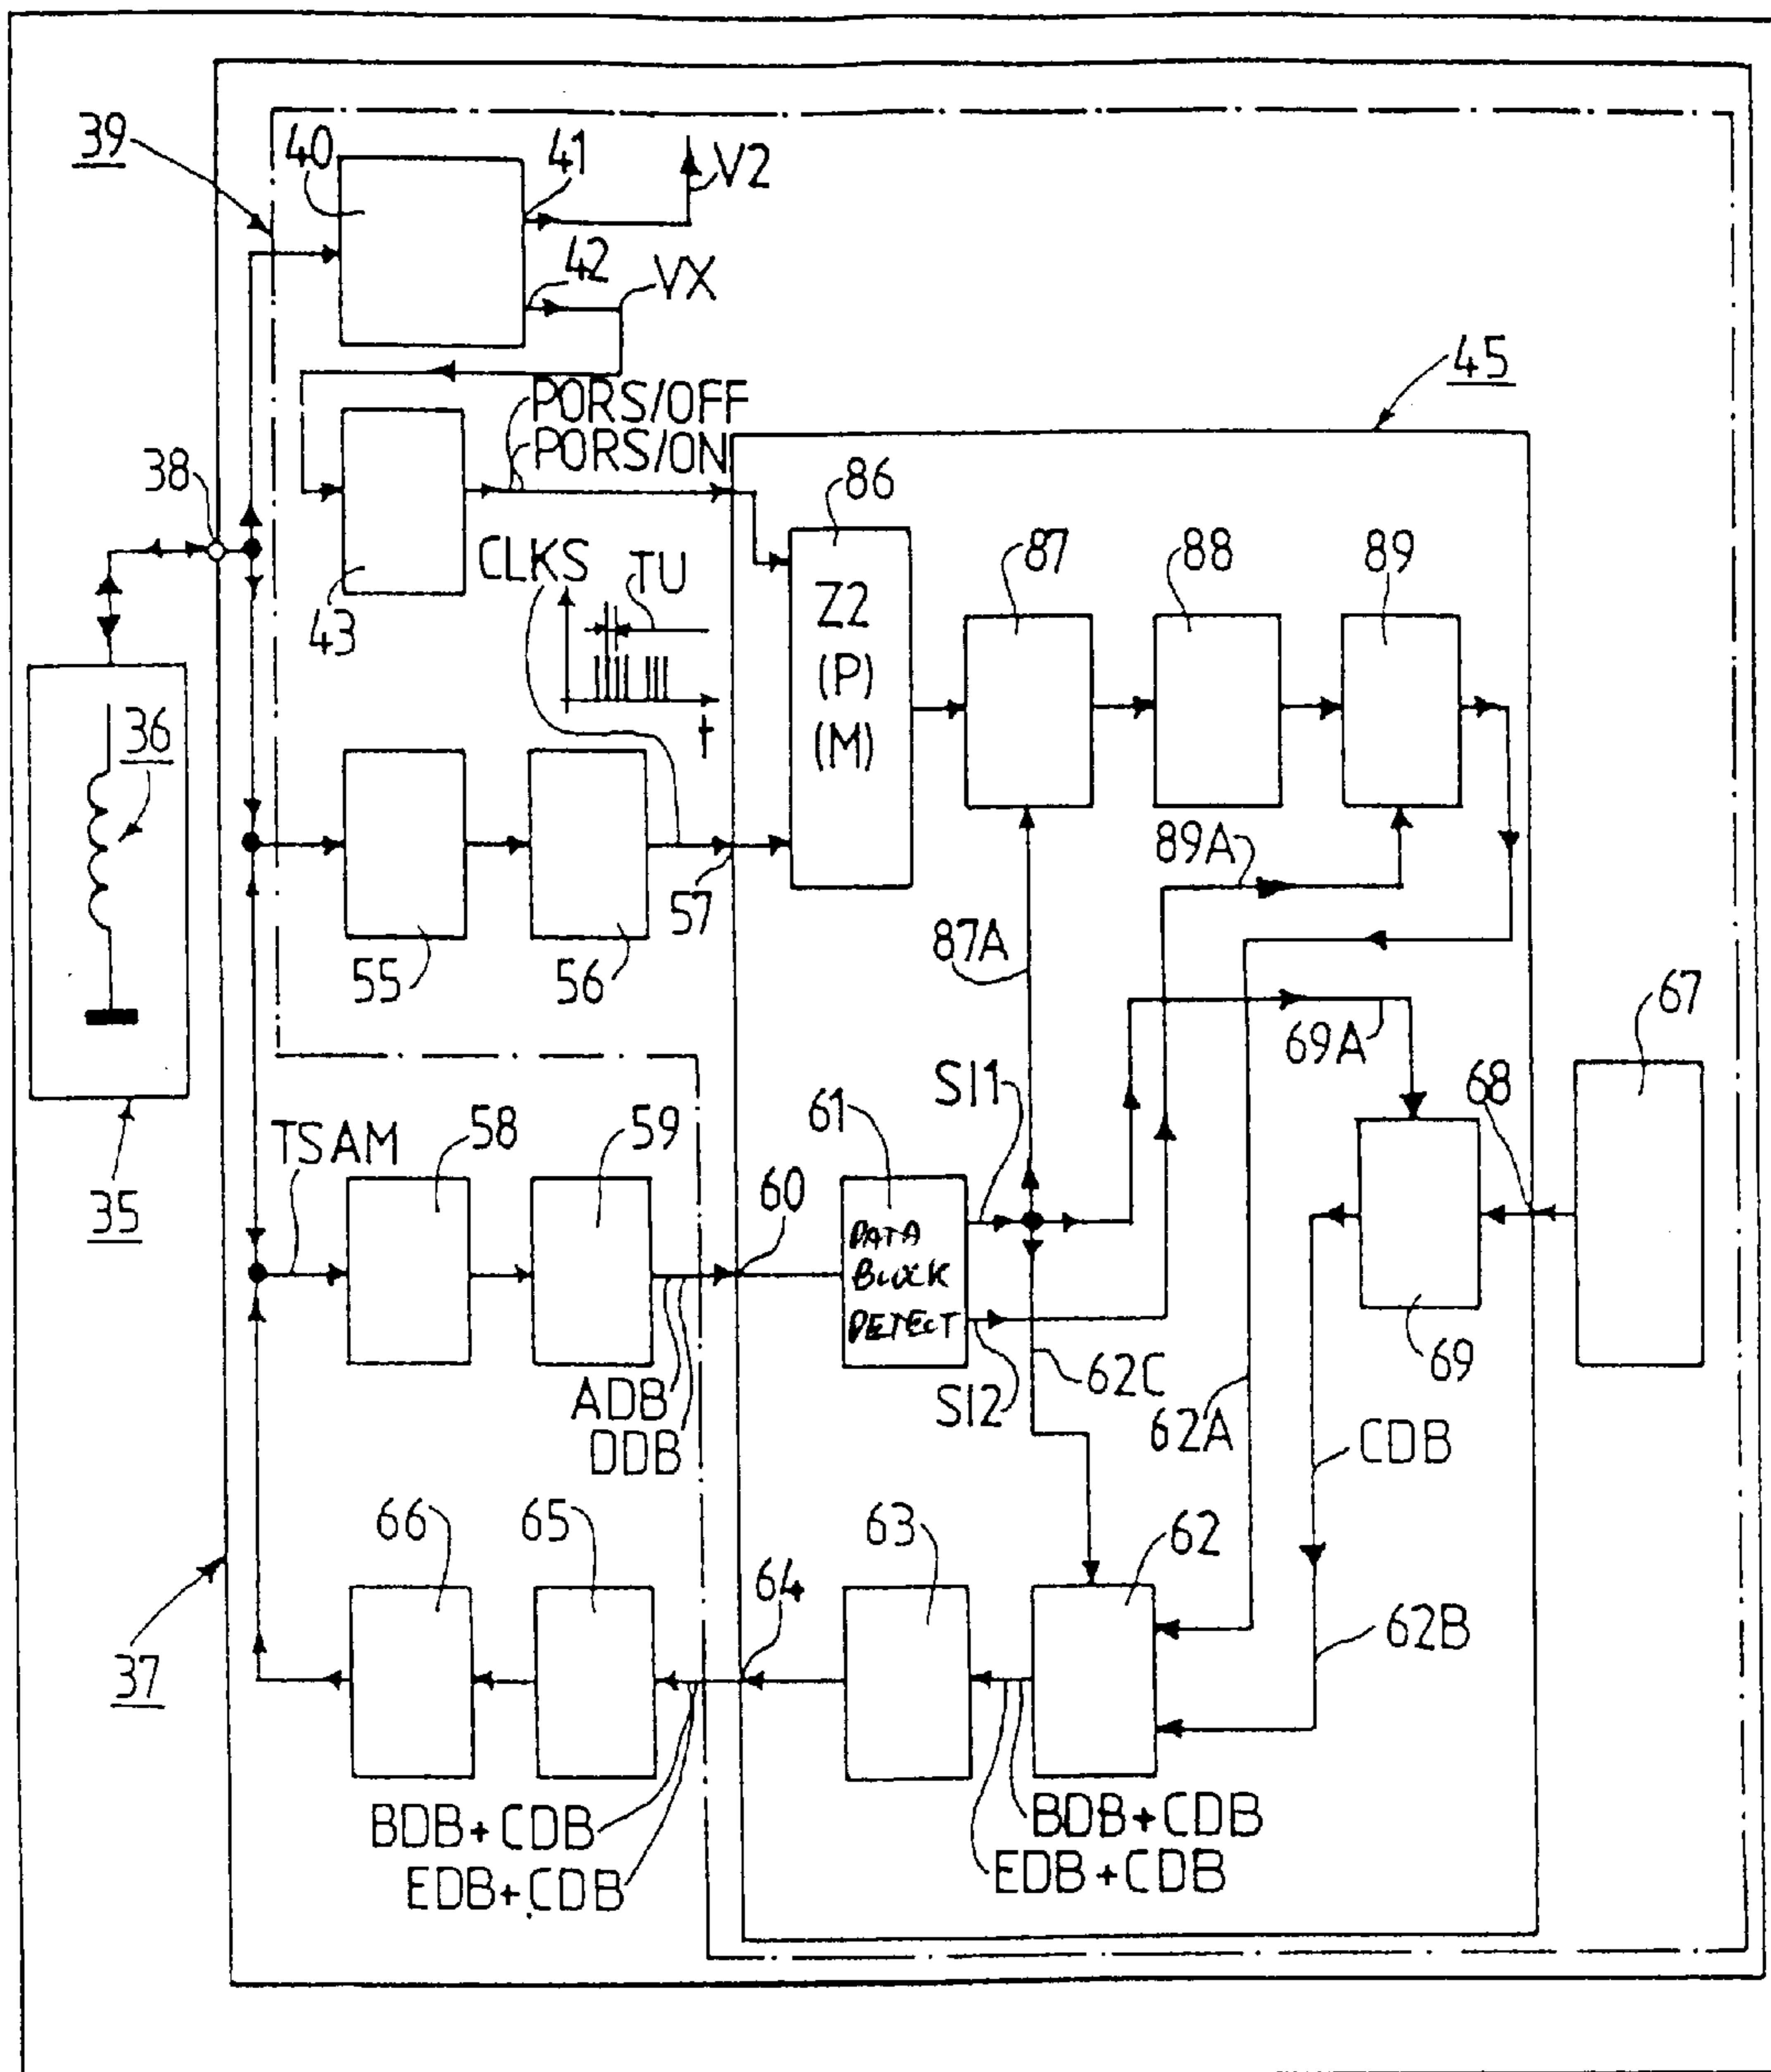 39
40
41
V2
42
VX
45
PORS/OFF
PORS/ON
38
86
CLKS
TU
87
88
89
43
Z2
(P)
(M)
t
36
89A
57
87A
55
56
67
69A
SI1
68
58
59
61
TSAM
60
35
DATA
BLOCK
DETECT
69
62C
ADB
SI2
62A
DDB
CDB
66
65
63
62
64
62B
37
BDB+CDB
BDB+CDB
EDB+CDB
EDB+CDB